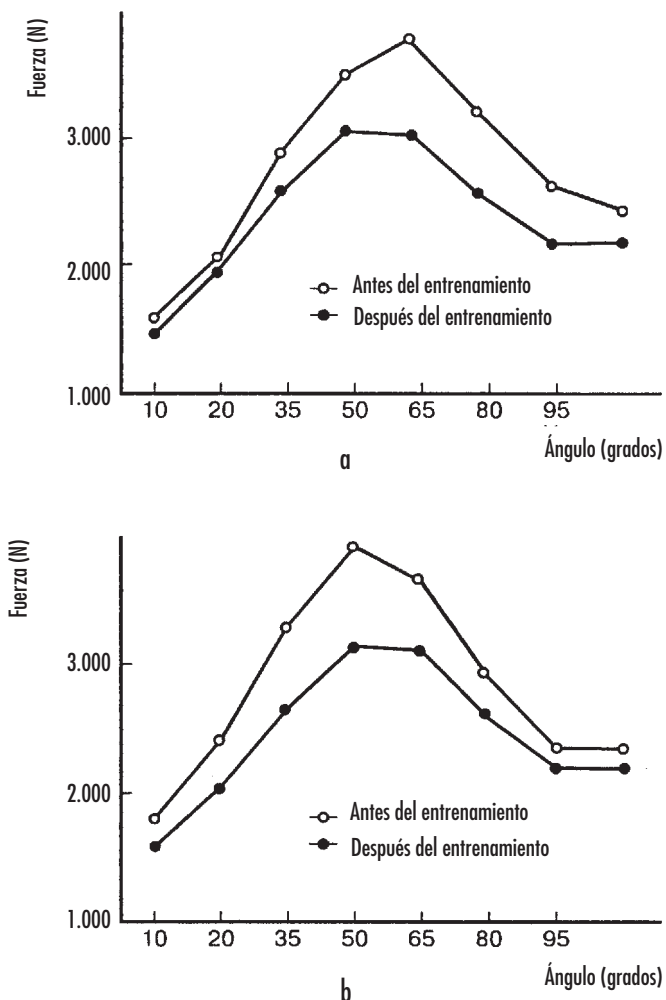 Fuerza (N)
3.000
2.000
1.000
Antes del entrenamiento
Después del entrenamiento
10 20 35 50 65 80 95
Ángulo (grados)
a
Fuerza (N)
3.000
2.000
1.000
Antes del entrenamiento
Después del entrenamiento
10 20 35 50 65 80 95
Ángulo (grados)
b